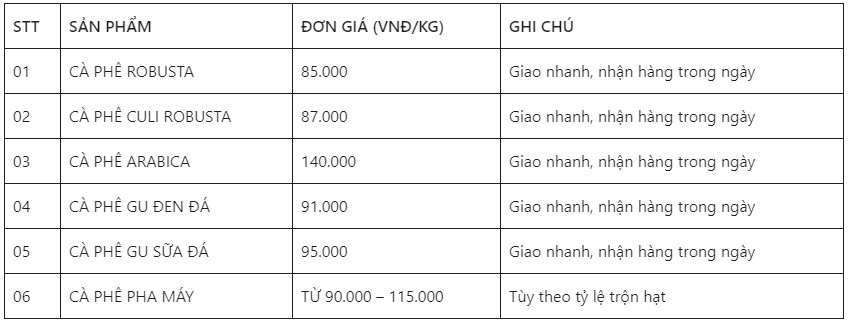 STT SẢN PHẨM ĐƠN GIÁ (VNĐ/KG) GHI CHÚ
01 CÀ PHÊ ROBUSTA 85.000 Giao nhanh, nhận hàng trong ngày
02 CÀ PHÊ CULI ROBUSTA 87.000 Giao nhanh, nhận hàng trong ngày
03 CÀ PHÊ ARABICA 140.000 Giao nhanh, nhận hàng trong ngày
04 CÀ PHÊ GU ĐEN ĐÁ 91.000 Giao nhanh, nhận hàng trong ngày
05 CÀ PHÊ GU SỮA ĐÁ 95.000 Giao nhanh, nhận hàng trong ngày
06 CÀ PHÊ PHA MÁY TỪ 90.000 – 115.000 Tùy theo tỷ lệ trộn hạt